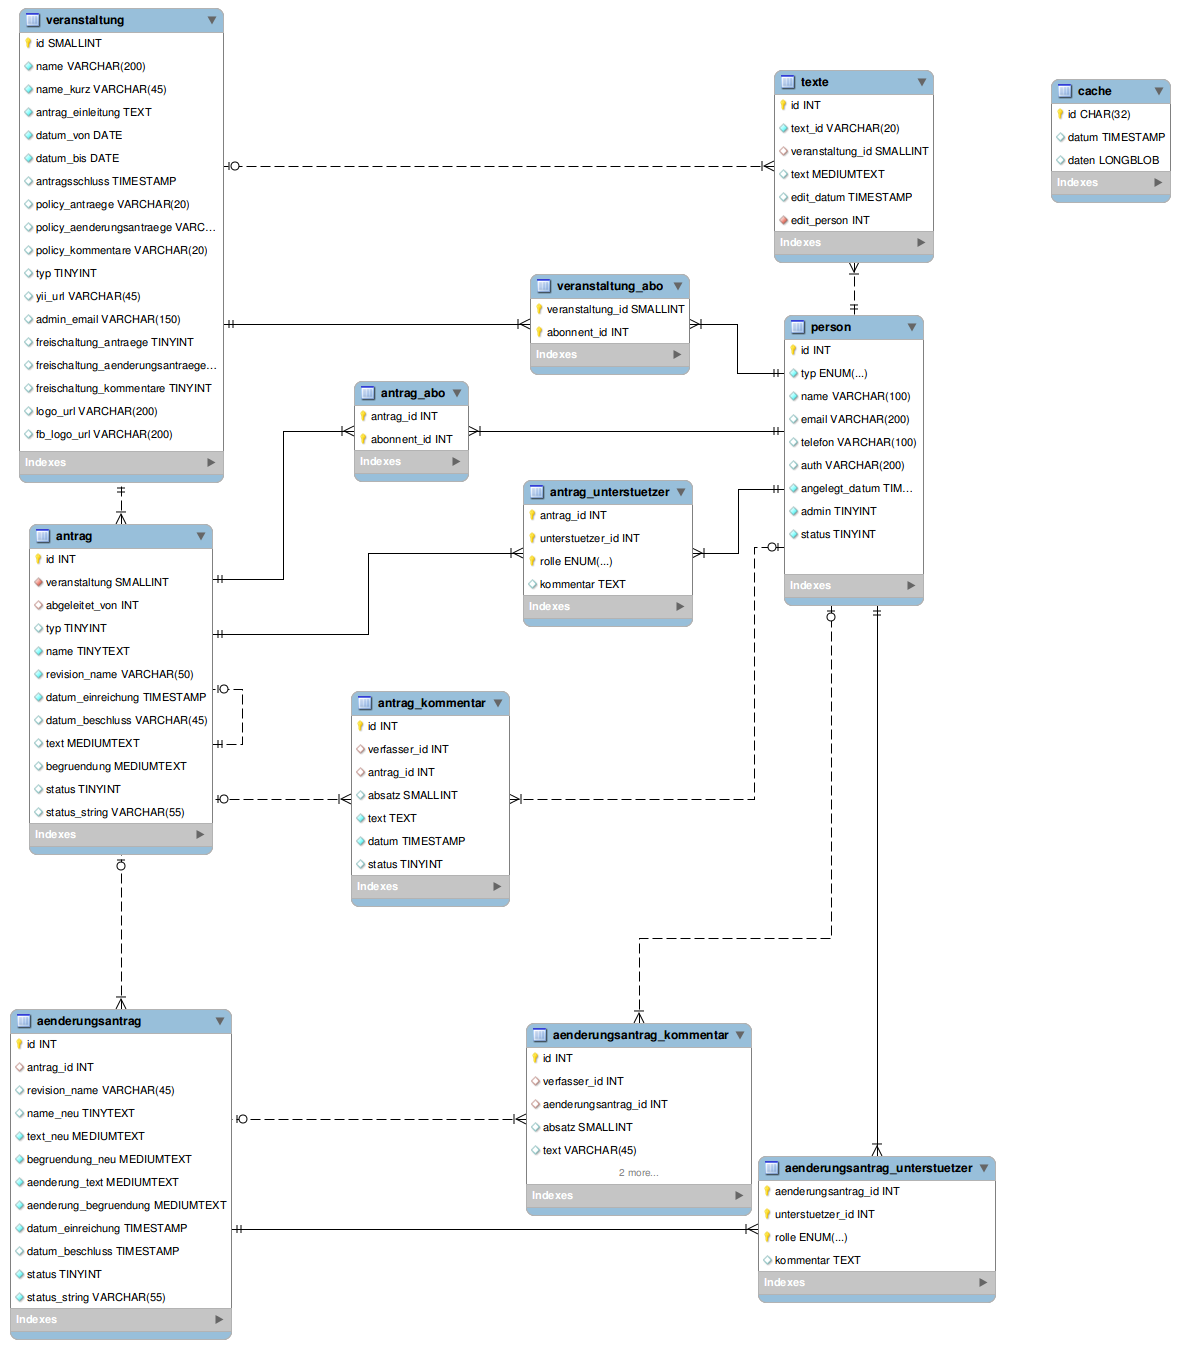 veranstaltung
id SMALLINT
name VARCHAR(200)
name_kurz VARCHAR(45)
antrag_einleitung TEXT
datum_von DATE
datum_bis DATE
antragsschluss TIMESTAMP
policy_antraege VARCHAR(20)
policy_aenderungsantraege VARC...
policy_kommentare VARCHAR(20)
typ TINYINT
yii_url VARCHAR(45)
admin_email VARCHAR(150)
freischaltung_antraege TINYINT
freischaltung_aenderungsantraege...
freischaltung_kommentare TINYINT
logo_url VARCHAR(200)
fb_logo_url VARCHAR(200)
Indexes
texte
id INT
text_id VARCHAR(20)
veranstaltung_id SMALLINT
text MEDIUMTEXT
edit_datum TIMESTAMP
edit_person INT
Indexes
cache
id CHAR(32)
datum TIMESTAMP
daten LONGBLOB
Indexes
veranstaltung_abo
veranstaltung_id SMALLINT
abonnent_id INT
Indexes
person
id INT
typ ENUM(...)
name VARCHAR(100)
email VARCHAR(200)
telefon VARCHAR(100)
auth VARCHAR(200)
angelegt_datum TIM...
admin TINYINT
status TINYINT
Indexes
antrag_abo
antrag_id INT
abonnent_id INT
Indexes
antrag_unterstuetzer
antrag_id INT
unterstuetzer_id INT
rolle ENUM(...)
kommentar TEXT
Indexes
antrag
id INT
veranstaltung SMALLINT
abgeleitet_von INT
typ TINYINT
name TINYTEXT
revision_name VARCHAR(50)
datum_einreichung TIMESTAMP
datum_beschluss VARCHAR(45)
text MEDIUMTEXT
begruendung MEDIUMTEXT
status TINYINT
status_string VARCHAR(55)
Indexes
antrag_kommentar
id INT
verfasser_id INT
antrag_id INT
absatz SMALLINT
text TEXT
datum TIMESTAMP
status TINYINT
Indexes
aenderungsantrag
id INT
antrag_id INT
revision_name VARCHAR(45)
name_neu TINYTEXT
text_neu MEDIUMTEXT
begruendung_neu MEDIUMTEXT
aenderung_text MEDIUMTEXT
aenderung_begruendung MEDIUMTEXT
datum_einreichung TIMESTAMP
datum_beschluss TIMESTAMP
status TINYINT
status_string VARCHAR(55)
Indexes
aenderungsantrag_kommentar
id INT
verfasser_id INT
aenderungsantrag_id INT
absatz SMALLINT
text VARCHAR(45)
2 more...
Indexes
aenderungsantrag_unterstuetzer
aenderungsantrag_id INT
unterstuetzer_id INT
rolle ENUM(...)
kommentar TEXT
Indexes